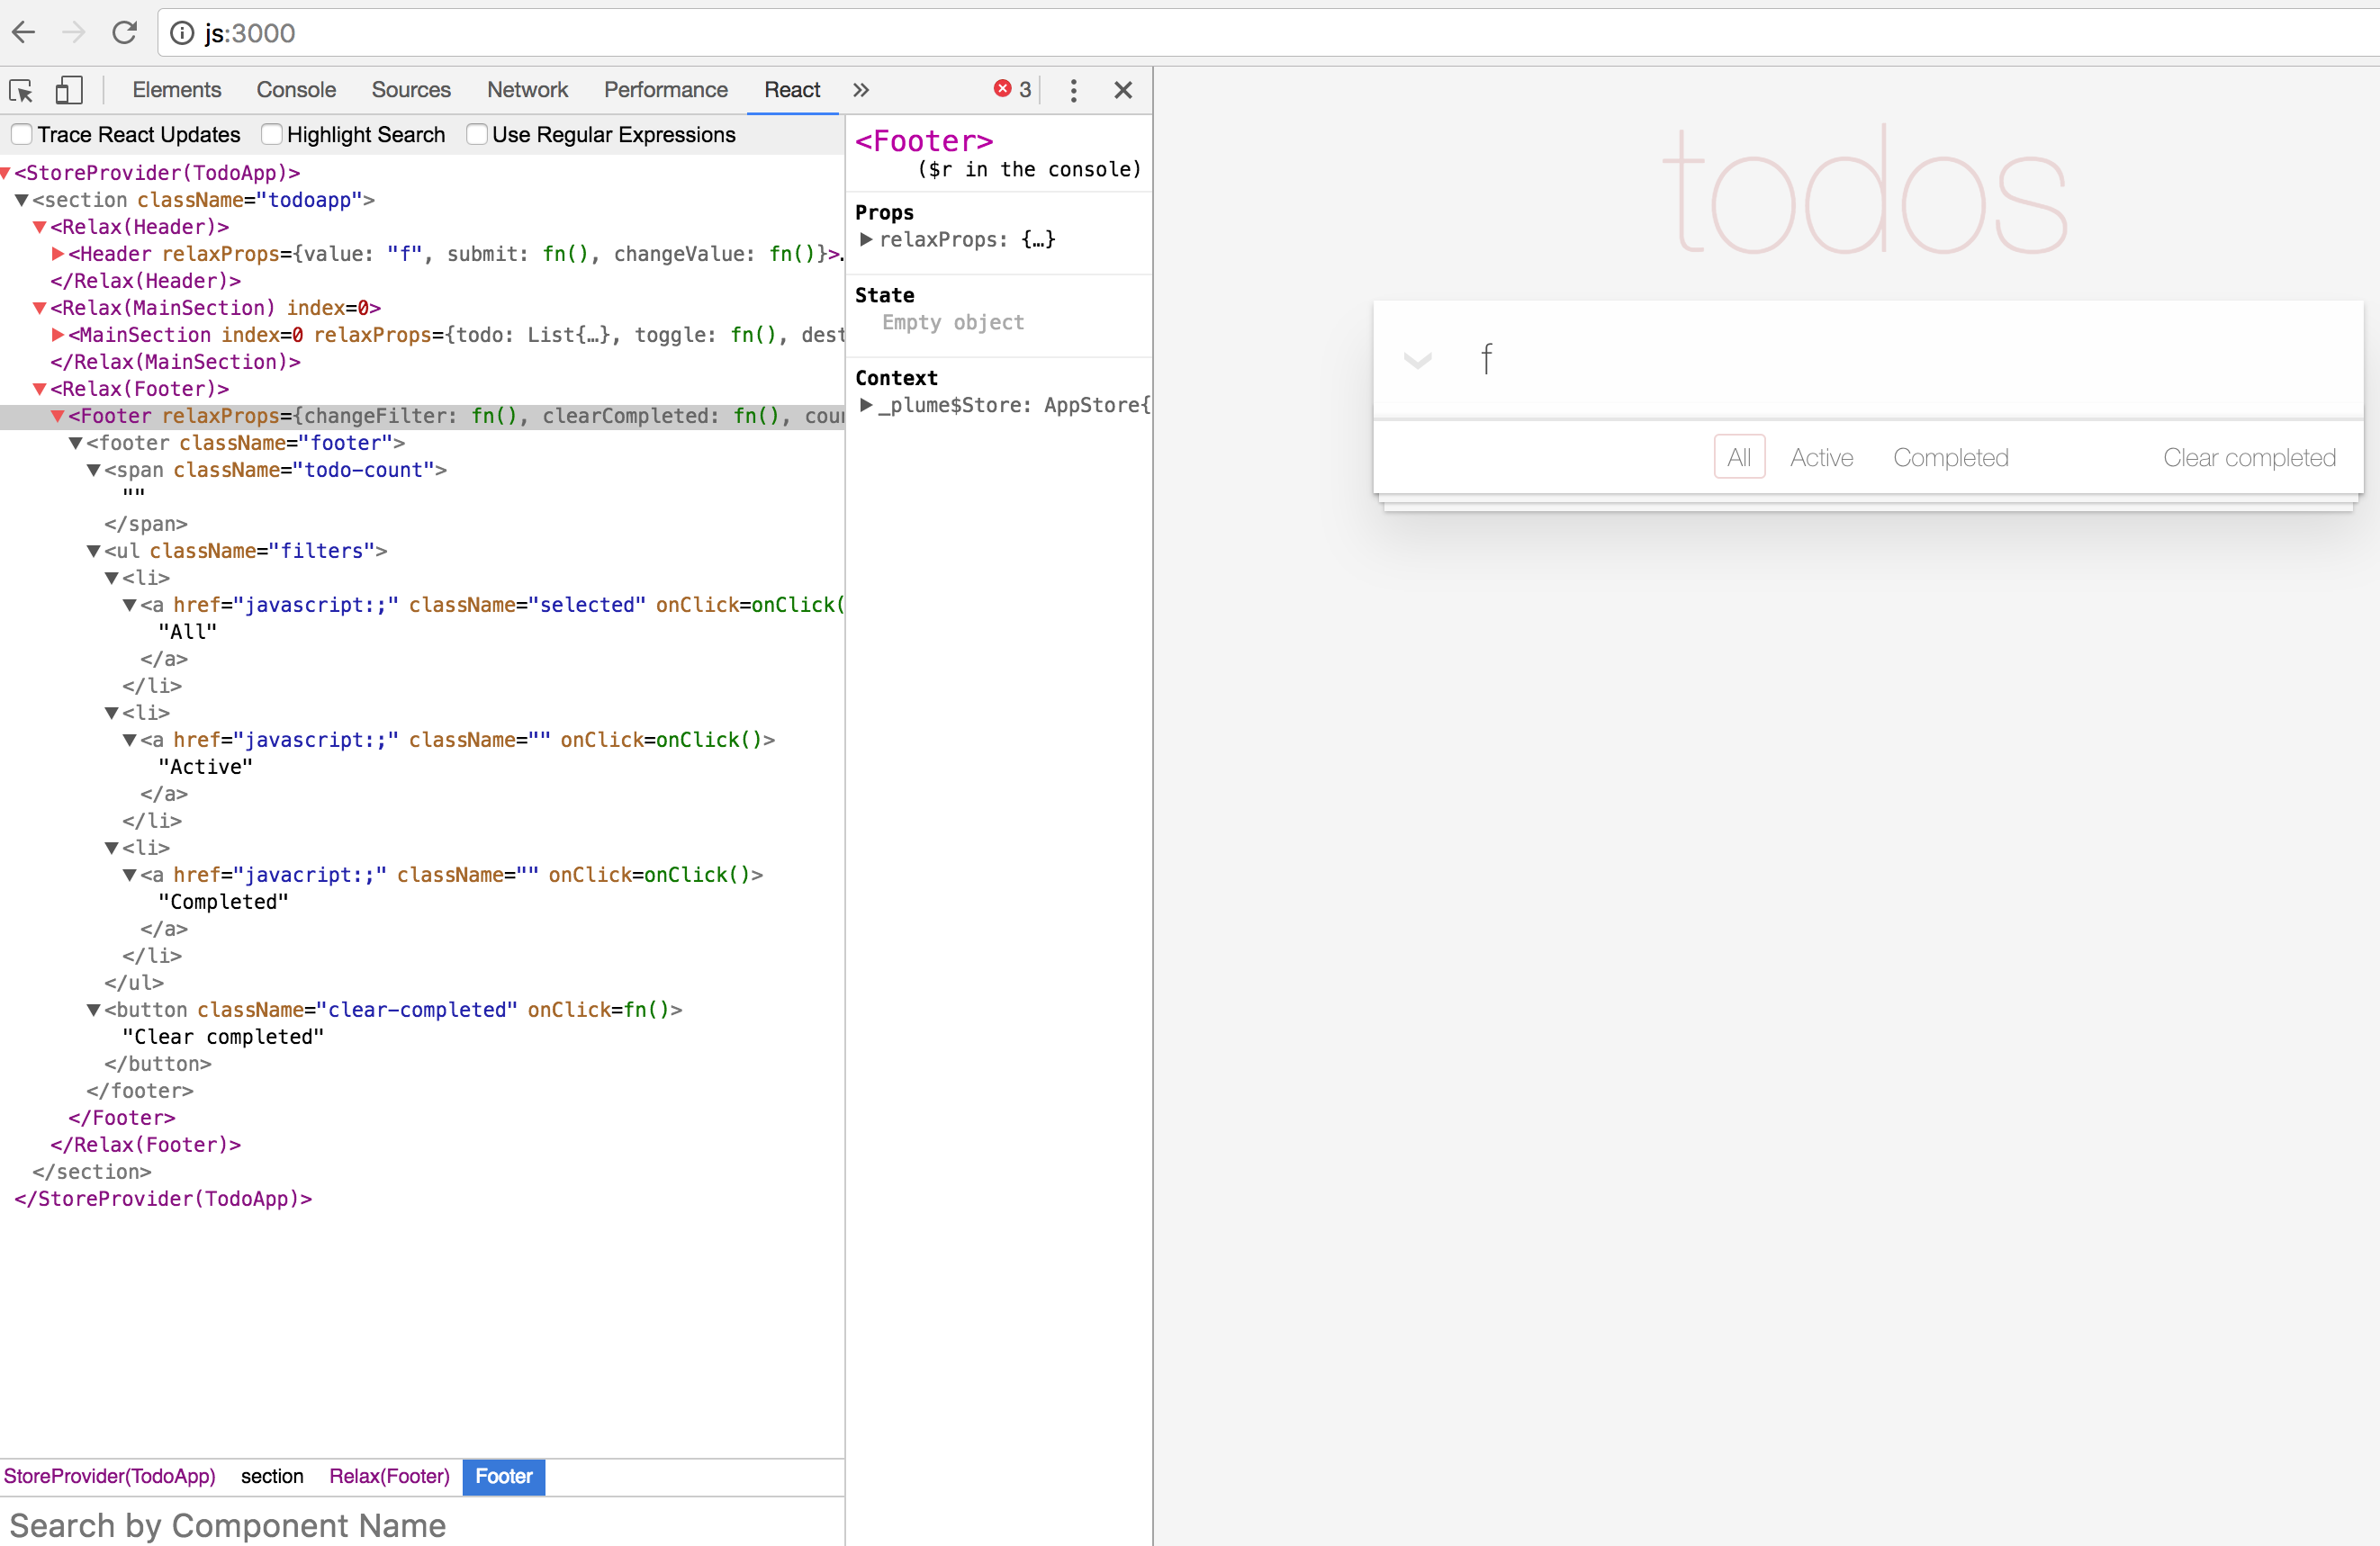 js:3000
Elements Console Sources Network Performance React » 3
Trace React Updates Highlight Search Use Regular Expressions
<StoreProvider(TodoApp)>
<section className="todoapp">
<Relax(Header)>
<Header relaxProps={value: "f", submit: fn(), changeValue: fn()}>.
</Relax(Header)>
<Relax(MainSection) index=0>
<MainSection index=0 relaxProps={todo: List{…}, toggle: fn(), dest
</Relax(MainSection)>
<Relax(Footer)>
<Footer relaxProps={changeFilter: fn(), clearCompleted: fn(), cou
<footer className="footer">
<span className="todo-count">
""
</span>
<ul className="filters">
<li>
<a href="javascript:;" className="selected" onClick=onClick(
"All"
</a>
</li>
<li>
<a href="javascript:;" className="" onClick=onClick()>
"Active"
</a>
</li>
<li>
<a href="javacript:;" className="" onClick=onClick()>
"Completed"
</a>
</li>
</ul>
<button className="clear-completed" onClick=fn()>
"Clear completed"
</button>
</footer>
</Footer>
</Relax(Footer)>
</section>
</StoreProvider(TodoApp)>
StoreProvider(TodoApp) section Relax(Footer) Footer
Search by Component Name
<Footer>
($r in the console)
Props
relaxProps: {…}
State
Empty object
Context
_plume$Store: AppStore{
todos
f
All Active Completed Clear completed